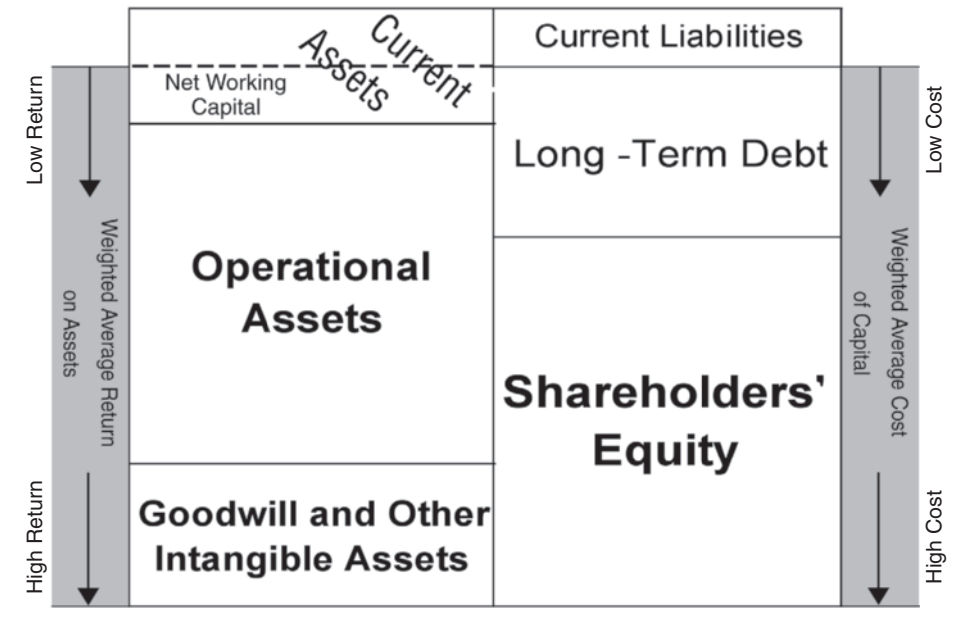 Current
Assets
Current Liabilities
Net Working
Capital
Low Return
Low Cost
Long -Term Debt
Operational
Assets
Weighted Average Return
on Assets
Weighted Average Cost
of Capital
Shareholders'
Equity
High Return
High Cost
Goodwill and Other
Intangible Assets